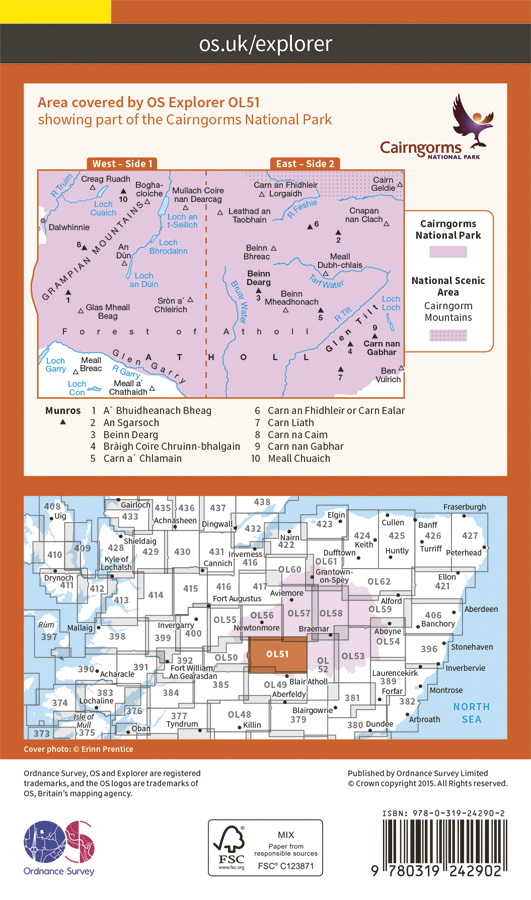 os.uk/explorer
Area covered by OS Explorer OL51
showing part of the Cairngorms National Park
Cairngorms
NATIONAL PARK
West – Side 1
East – Side 2
R Truim
Creag Ruadh
10
Loch
Cuaich
Bogha-
cloiche
Mullach Coire
nan Dearcag
Loch an
t-Seilich
Dalwhinnie
8
GRAMPIAN MOUNTAINS
An
Dùn
Loch
Bhrodainn
Loch
an Dùin
1
Glas Mheall
Beag
Sròn a´
Chleirich
Carn an Fhidhleir
Lorgaidh
Cairn
Geldie
Leathad an
Taobhain
R Feshie
6
2
Cnapan
nan Clach
Beinn
Bhreac
Meall
Dubh-chlais
Tarf Water
Beinn
Dearg
3
Bruar Water
Beinn
Mheadhonach
5
R Tilt
Glen Tilt
Loch
Loch
9
4
Carn nan
Gabhar
7
Ben
Vuirich
Forest of Atholl
ATHOLL
Loch
Garry
Meall
Breac
Glen Garry
R Garry
Loch
Con
Meall a´
Chathaidh
Cairngorms
National Park
National Scenic
Area
Cairngorm
Mountains
Munros
1 A´ Bhuidheanach Bheag
2 An Sgarsoch
3 Beinn Dearg
4 Bràigh Coire Chruinn-bhalgain
5 Carn a´ Chlamain
6 Carn an Fhidhleir or Carn Ealar
7 Carn Liath
8 Carn na Caim
9 Carn nan Gabhar
10 Meall Chuaich
408
Uig
Gairloch
433
435
436
437
438
Achnasheen
Dingwall
432
Nairn
422
Elgin
423
Cullen
Banff
Fraserburgh
424
Keith
425
Huntly
426
Turriff
427
Peterhead
410
409
428
Shieldaig
429
430
431
Inverness
416
Kyle of
Lochalsh
Cannich
OL60
OL61
Dufftown
Grantown-
on-Spey
OL62
Ellon
421
Drynoch
411
412
413
414
415
416
417
Fort Augustus
Aviemore
OL56
OL57
OL58
OL59
Alford
406
Aberdeen
Banchory
Rùm
397
Mallaig
398
399
Invergarry
400
OL55
Newtonmore
Braemar
Aboyne
OL54
OL51
OL
52
OL53
396
Stonehaven
390
Acharacle
391
392
Fort William/
An Gearasdan
OL50
OL49
Blair Atholl
Laurencekirk
389
Inverbervie
374
383
Lochaline
384
385
Aberfeldy
381
Forfar
382
Montrose
Isle of
Mull
375
376
377
Tyndrum
OL48
Killin
Blairgowrie
379
380
Dundee
Arbroath
373
Oban
NORTH
SEA
Cover photo: © Erinn Prentice
Ordnance Survey, OS and Explorer are registered
trademarks, and the OS logos are trademarks of
OS, Britain’s mapping agency.
Published by Ordnance Survey Limited
© Crown copyright 2015. All rights reserved.
OS
Ordnance Survey
FSC
www.fsc.org
MIX
Paper from
responsible sources
FSC® C123871
ISBN: 978-0-319-24290-2
9 780319 242902